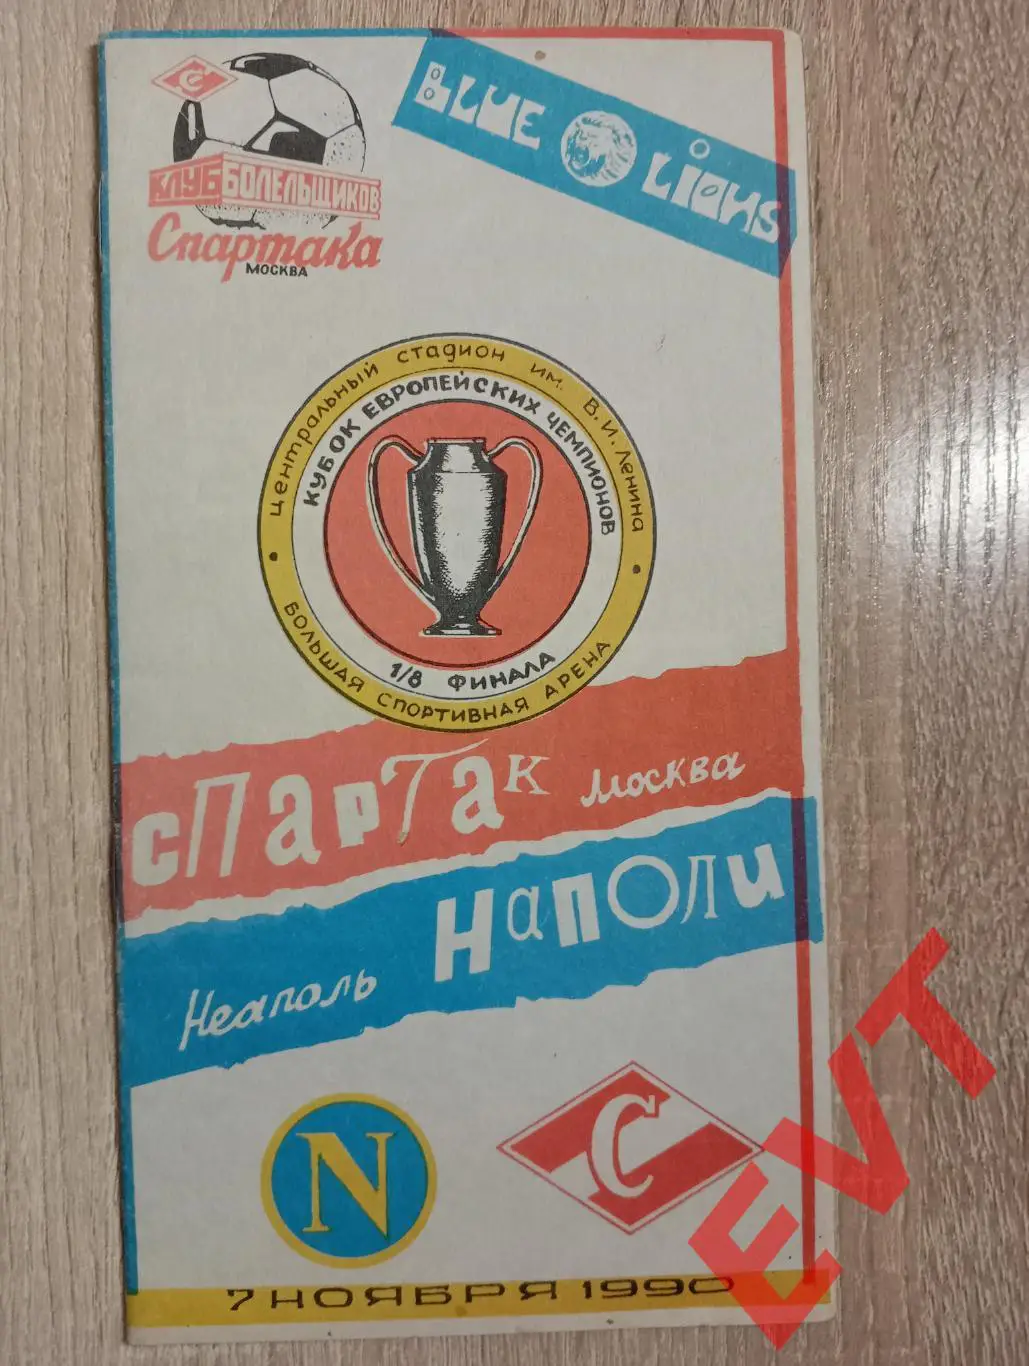 С
КЛУБ БОЛЕЛЬЩИКОВ
Спартака
МОСКВА
BLUE LIONS
ЦЕНТРАЛЬНЫЙ СТАДИОН ИМ. В.И. ЛЕНИНА
КУБОК ЕВРОПЕЙСКИХ ЧЕМПИОНОВ
1/8 ФИНАЛА
БОЛЬШАЯ СПОРТИВНАЯ АРЕНА
СПАРТАК Москва
Неаполь НАПОЛИ
N
С
7 НОЯБРЯ 1990
EVT